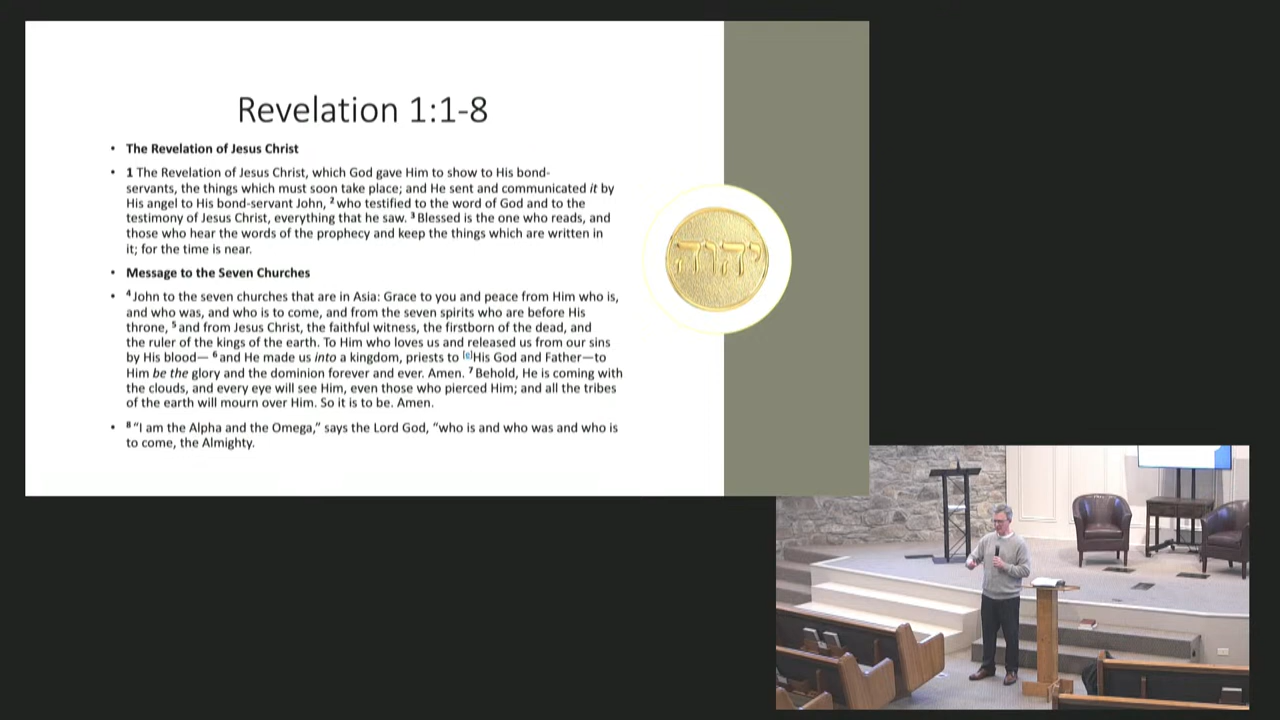 Revelation 1:1-8
• The Revelation of Jesus Christ
• 1 The Revelation of Jesus Christ, which God gave Him to show to His bond-
servants, the things which must soon take place; and He sent and communicated it by
His angel to His bond-servant John, 2 who testified to the word of God and to the
testimony of Jesus Christ, everything that he saw. 3 Blessed is the one who reads, and
those who hear the words of the prophecy and keep the things which are written in
it; for the time is near.
• Message to the Seven Churches
• 4 John to the seven churches that are in Asia: Grace to you and peace from Him who is,
and who was, and who is to come, and from the seven spirits who are before His
throne, 5 and from Jesus Christ, the faithful witness, the firstborn of the dead, and
the ruler of the kings of the earth. To Him who loves us and released us from our sins
by His blood— 6 and He made us into a kingdom, priests to [e]His God and Father—to
Him be the glory and the dominion forever and ever. Amen. 7 Behold, He is coming with
the clouds, and every eye will see Him, even those who pierced Him; and all the tribes
of the earth will mourn over Him. So it is to be. Amen.
• 8 “I am the Alpha and the Omega,” says the Lord God, “who is and who was and who is
to come, the Almighty.
יהוה